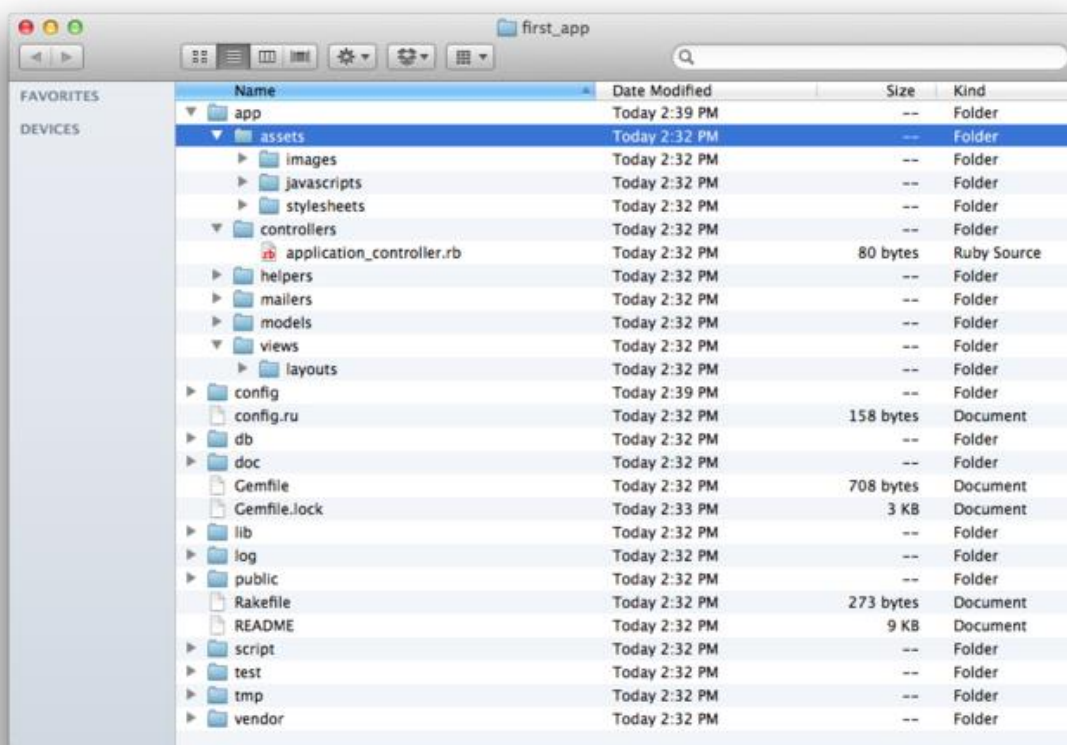 first_app
FAVORITES
DEVICES
Name Date Modified Size Kind
app Today 2:39 PM -- Folder
assets Today 2:32 PM -- Folder
images Today 2:32 PM -- Folder
javascripts Today 2:32 PM -- Folder
stylesheets Today 2:32 PM -- Folder
controllers Today 2:32 PM -- Folder
rb application_controller.rb Today 2:32 PM 80 bytes Ruby Source
helpers Today 2:32 PM -- Folder
mailers Today 2:32 PM -- Folder
models Today 2:32 PM -- Folder
views Today 2:32 PM -- Folder
layouts Today 2:32 PM -- Folder
config Today 2:39 PM -- Folder
config.ru Today 2:32 PM 158 bytes Document
db Today 2:32 PM -- Folder
doc Today 2:32 PM -- Folder
Gemfile Today 2:32 PM 708 bytes Document
Gemfile.lock Today 2:33 PM 3 KB Document
lib Today 2:32 PM -- Folder
log Today 2:32 PM -- Folder
public Today 2:32 PM -- Folder
Rakefile Today 2:32 PM 273 bytes Document
README Today 2:32 PM 9 KB Document
script Today 2:32 PM -- Folder
test Today 2:32 PM -- Folder
tmp Today 2:32 PM -- Folder
vendor Today 2:32 PM -- Folder